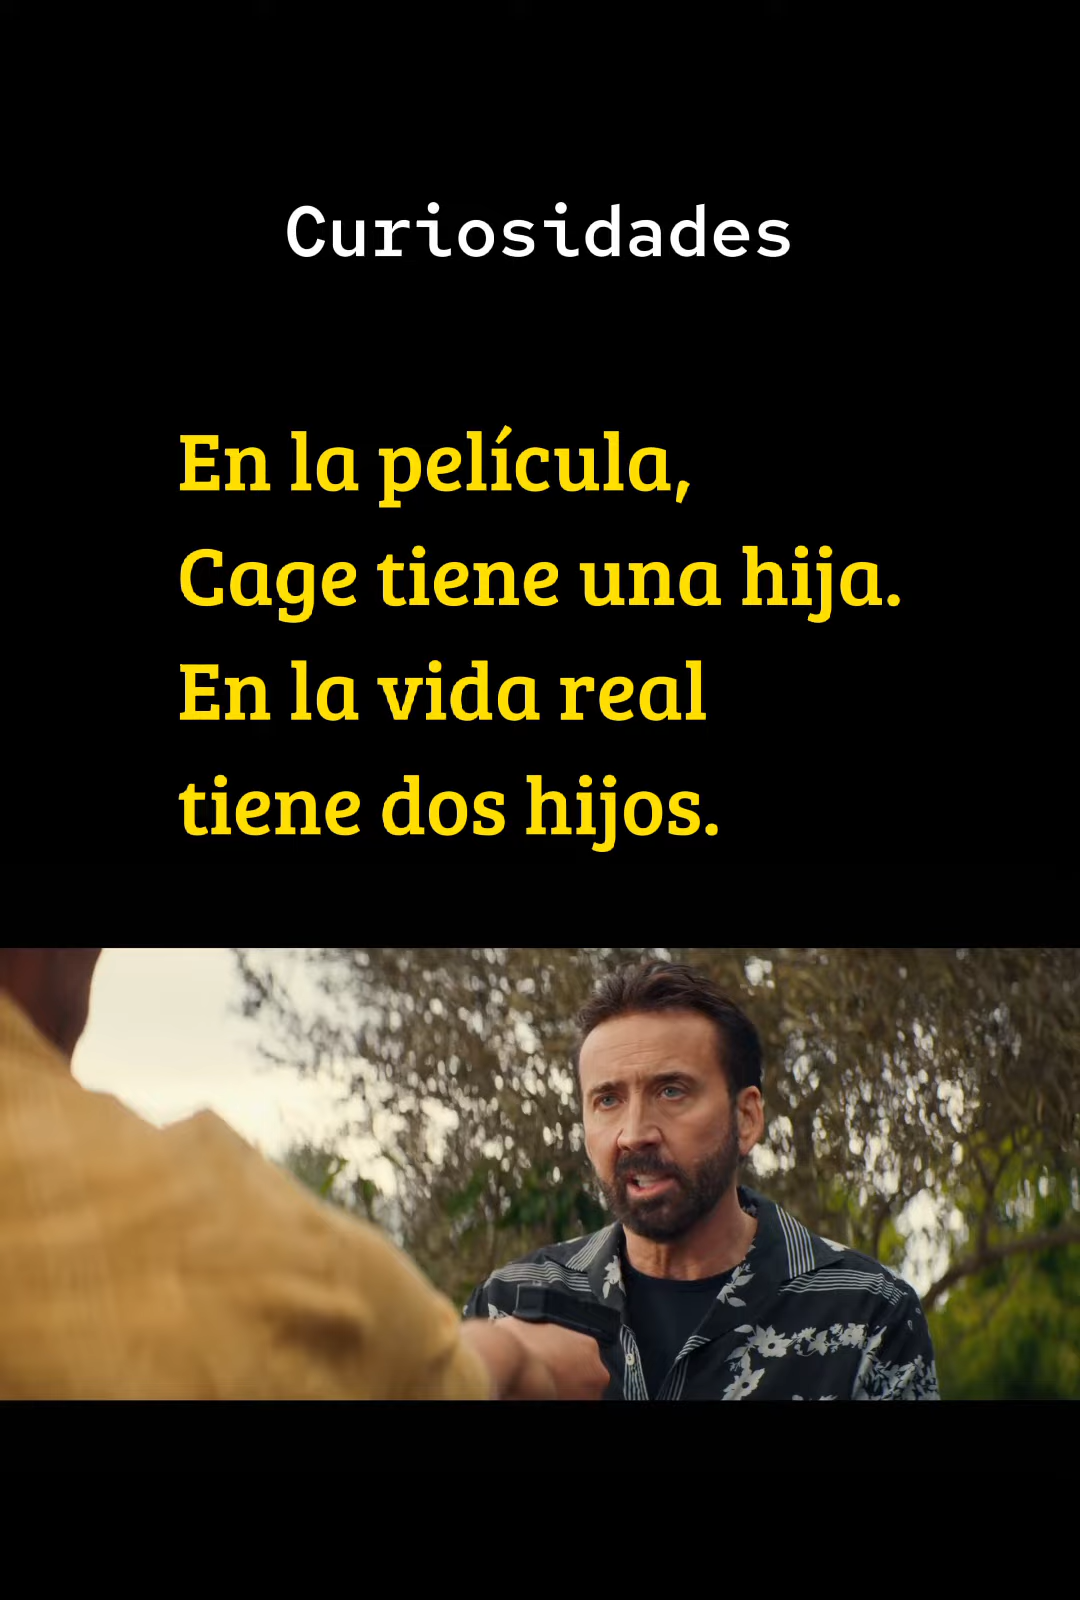 Curiosidades
En la película,
Cage tiene una hija.
En la vida real
tiene dos hijos.